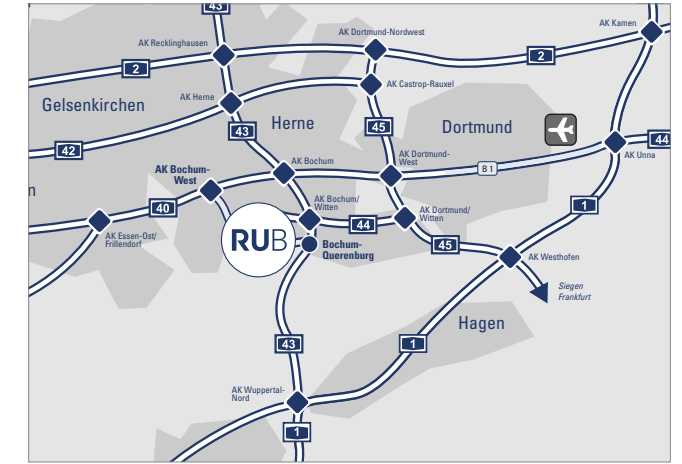 43
AK Kamen
AK Dortmund-Nordwest
AK Recklinghausen
2
2
AK Castrop-Rauxel
Gelsenkirchen
AK Herne
43
Herne
45
Dortmund
44
42
AK Bochum
AK Dortmund-
West
AK Unna
B 1
AK Bochum-
West
n
40
AK Bochum/
Witten
44
AK Dortmund/
Witten
1
AK Essen-Ost/
Frillendorf
RUB
Bochum-
Querenburg
45
AK Westhofen
Siegen
Frankfurt
Hagen
43
1
AK Wuppertal-
Nord
1